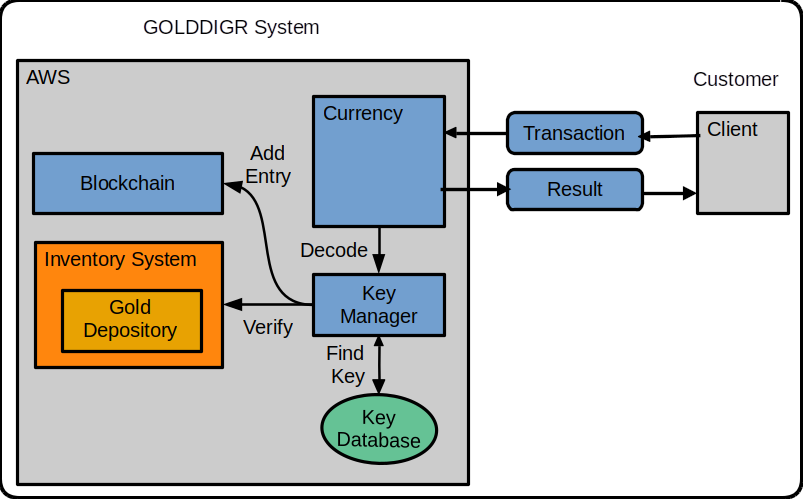 GOLDDIGR System
AWS
Customer
Currency
Transaction
Client
Add
Entry
Blockchain
Result
Decode
Inventory System
Key
Manager
Gold
Depository
Verify
Find
Key
Key
Database